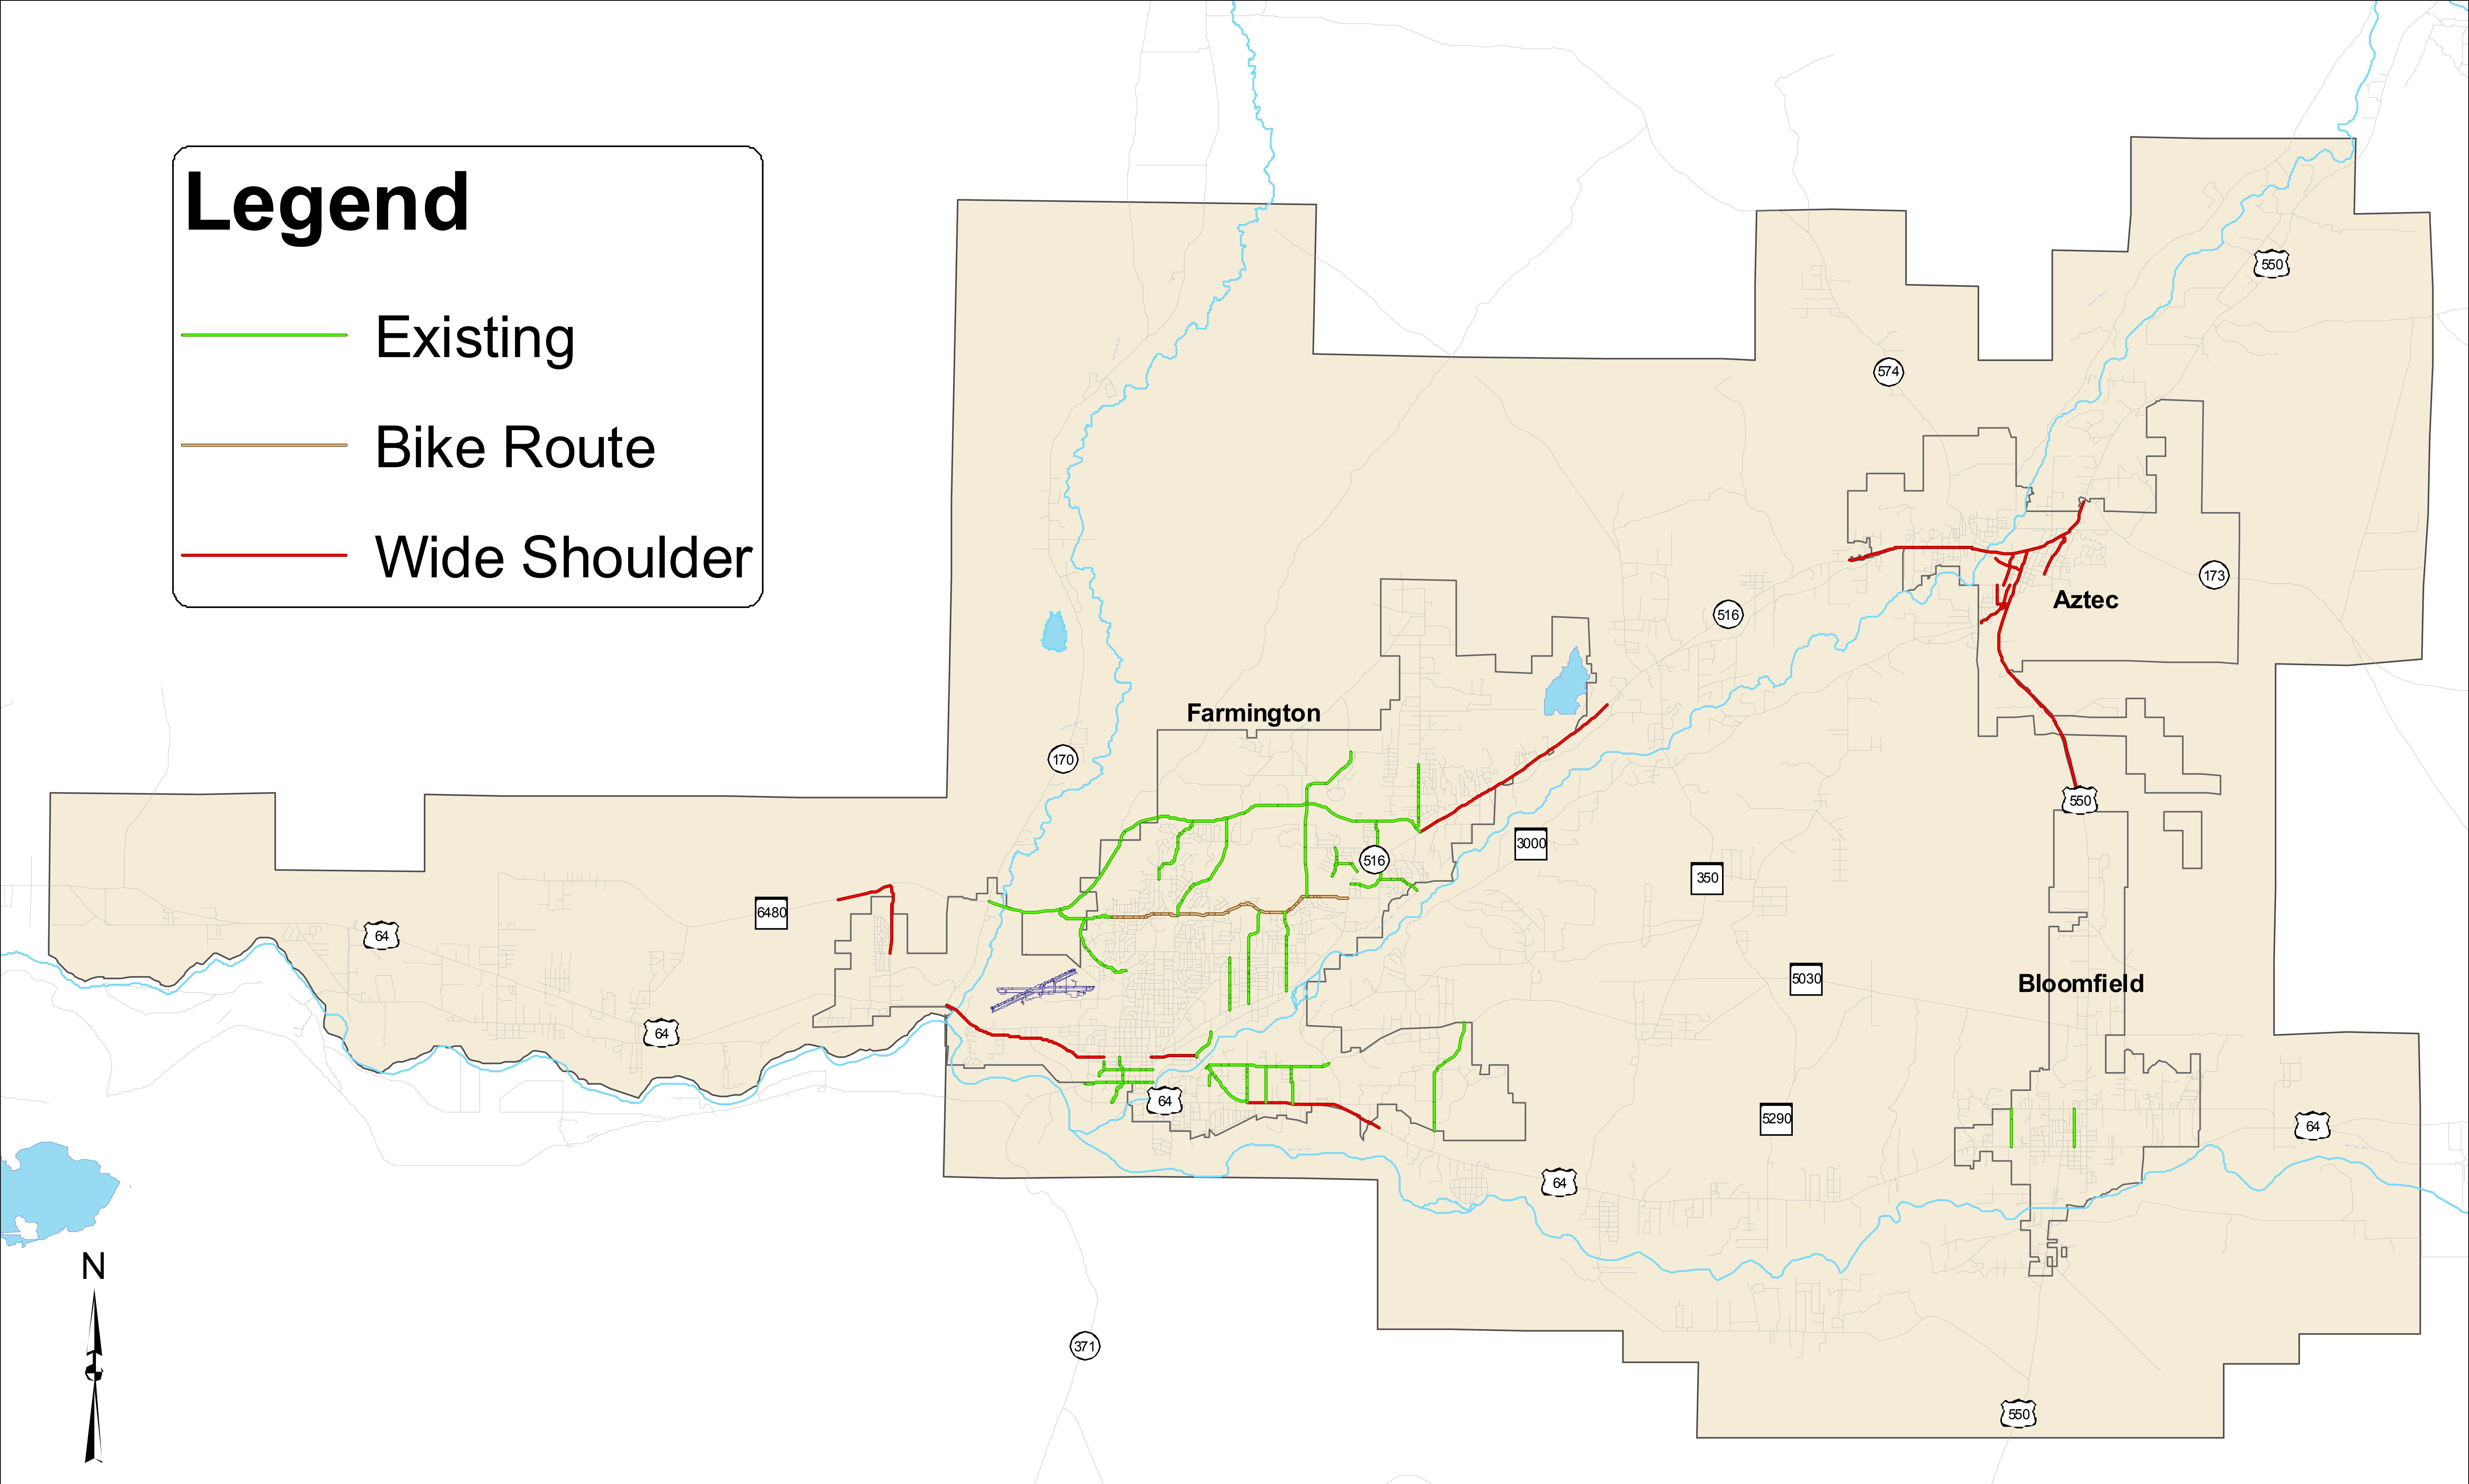 Legend
Existing
Bike Route
Wide Shoulder
550
574
173
Aztec
516
Farmington
170
550
3000
516
350
6480
64
5030
Bloomfield
64
64
5290
64
64
N
371
550